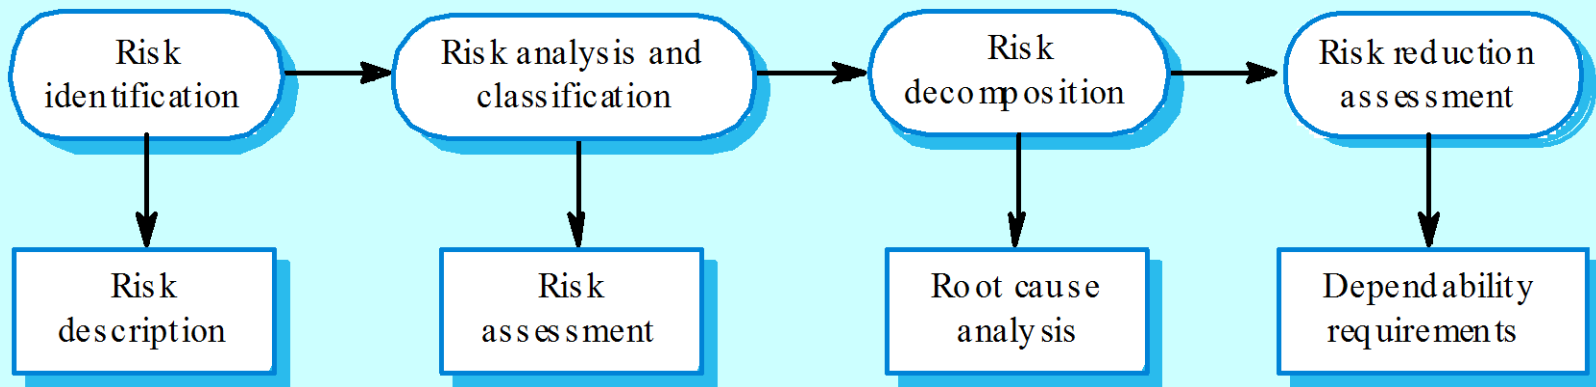 Risk
identification
Risk analysis and
classification
Risk
decomposition
Risk reduction
assessment
Risk
description
Risk
assessment
Root cause
analysis
Dependability
requirements